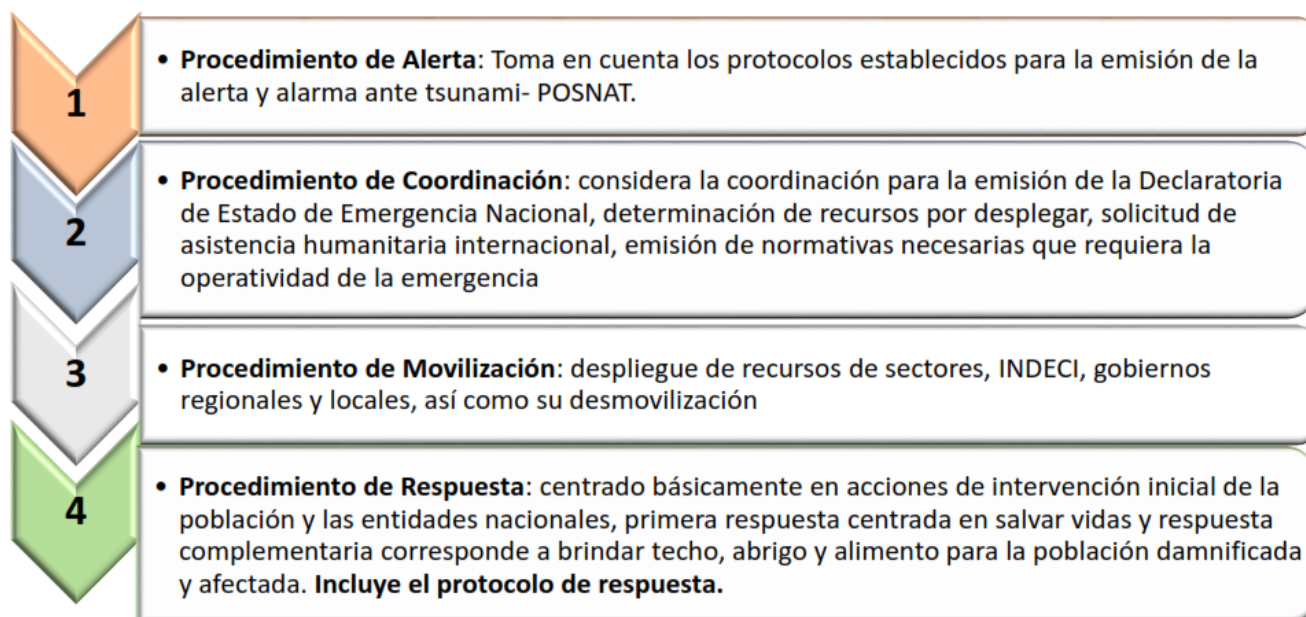 1
• Procedimiento de Alerta: Toma en cuenta los protocolos establecidos para la emisión de la
alerta y alarma ante tsunami- POSNAT.
2
• Procedimiento de Coordinación: considera la coordinación para la emisión de la Declaratoria
de Estado de Emergencia Nacional, determinación de recursos por desplegar, solicitud de
asistencia humanitaria internacional, emisión de normativas necesarias que requiera la
operatividad de la emergencia
3
• Procedimiento de Movilización: despliegue de recursos de sectores, INDECI, gobiernos
regionales y locales, así como su desmovilización
4
• Procedimiento de Respuesta: centrado básicamente en acciones de intervención inicial de la
población y las entidades nacionales, primera respuesta centrada en salvar vidas y respuesta
complementaria corresponde a brindar techo, abrigo y alimento para la población damnificada
y afectada. Incluye el protocolo de respuesta.